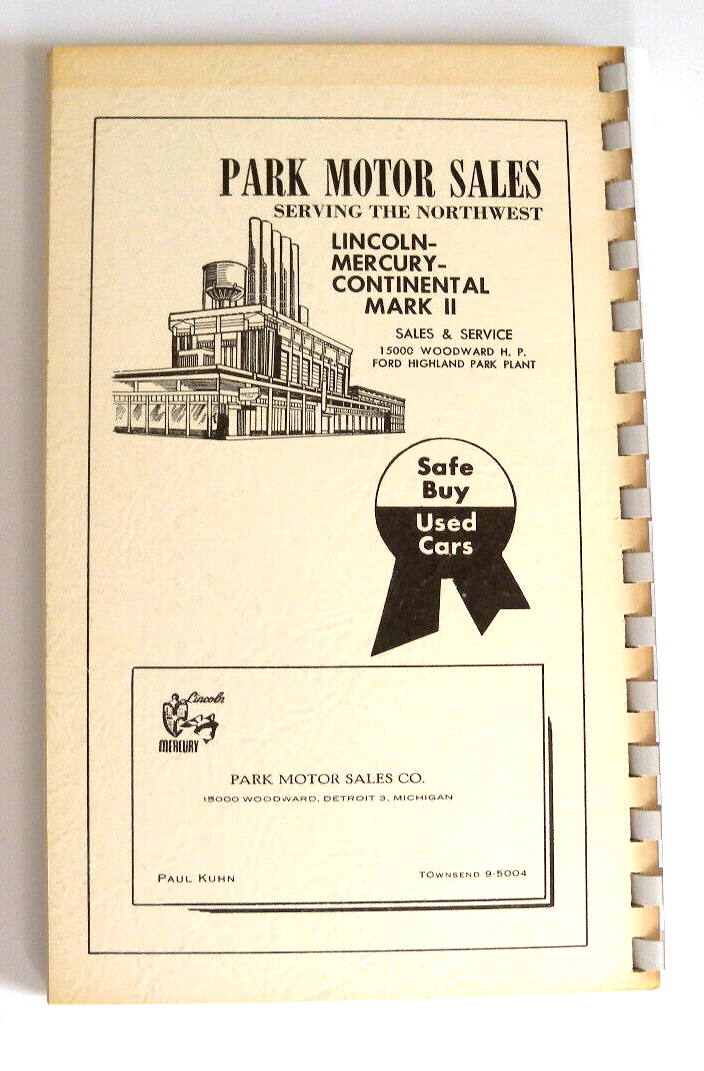 PARK MOTOR SALES
SERVING THE NORTHWEST
LINCOLN-
MERCURY-
CONTINENTAL
MARK II
SALES & SERVICE
15000 WOODWARD H. P.
FORD HIGHLAND PARK PLANT
Safe
Buy
Used
Cars
Lincoln
MERCURY
PARK MOTOR SALES CO.
15000 WOODWARD, DETROIT 3, MICHIGAN
PAUL KUHN
TOWNSEND 9-5004